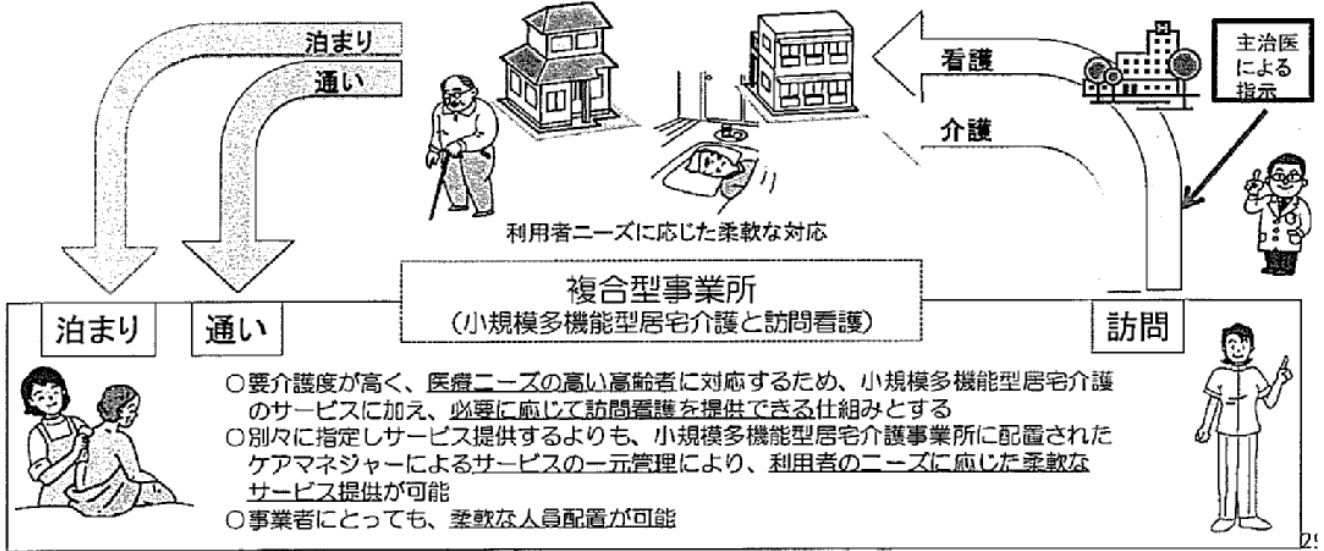 泊まり
通い
看護
介護
主治医
による
指示
利用者ニーズに応じた柔軟な対応
複合型事業所
(小規模多機能型居宅介護と訪問看護)
泊まり
通い
訪問
○要介護度が高く、医療ニーズの高い高齢者に対応するため、小規模多機能型居宅介護
のサービスに加え、必要に応じて訪問看護を提供できる仕組みとする
○別々に指定しサービス提供するよりも、小規模多機能型居宅介護事業所に配置された
ケアマネジャーによるサービスの一元管理により、利用者のニーズに応じた柔軟な
サービス提供が可能
○事業者にとっても、柔軟な人員配置が可能